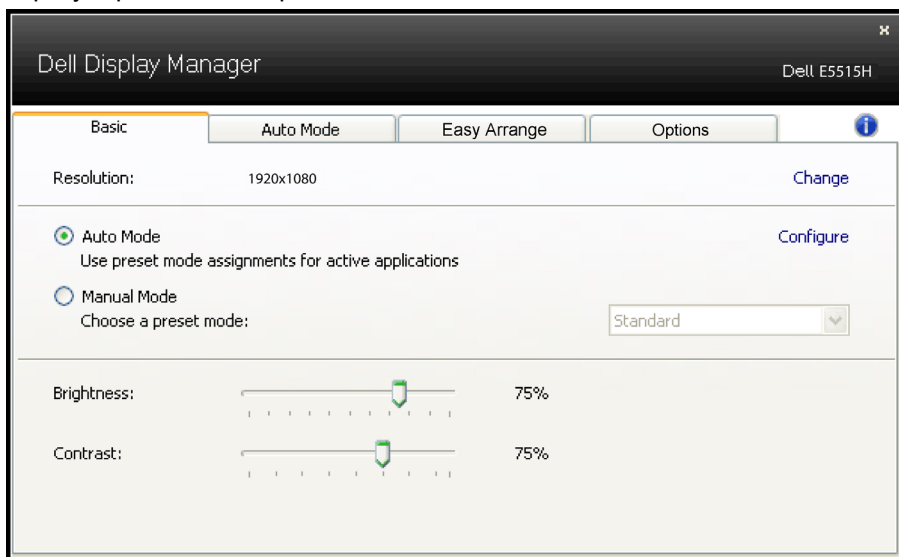 Dell Display Manager
Dell E5515H
Basic
Auto Mode
Easy Arrange
Options
Resolution:
1920x1080
Change
Auto Mode
Configure
Use preset mode assignments for active applications
Manual Mode
Choose a preset mode:
Standard
Brightness:
75%
Contrast:
75%